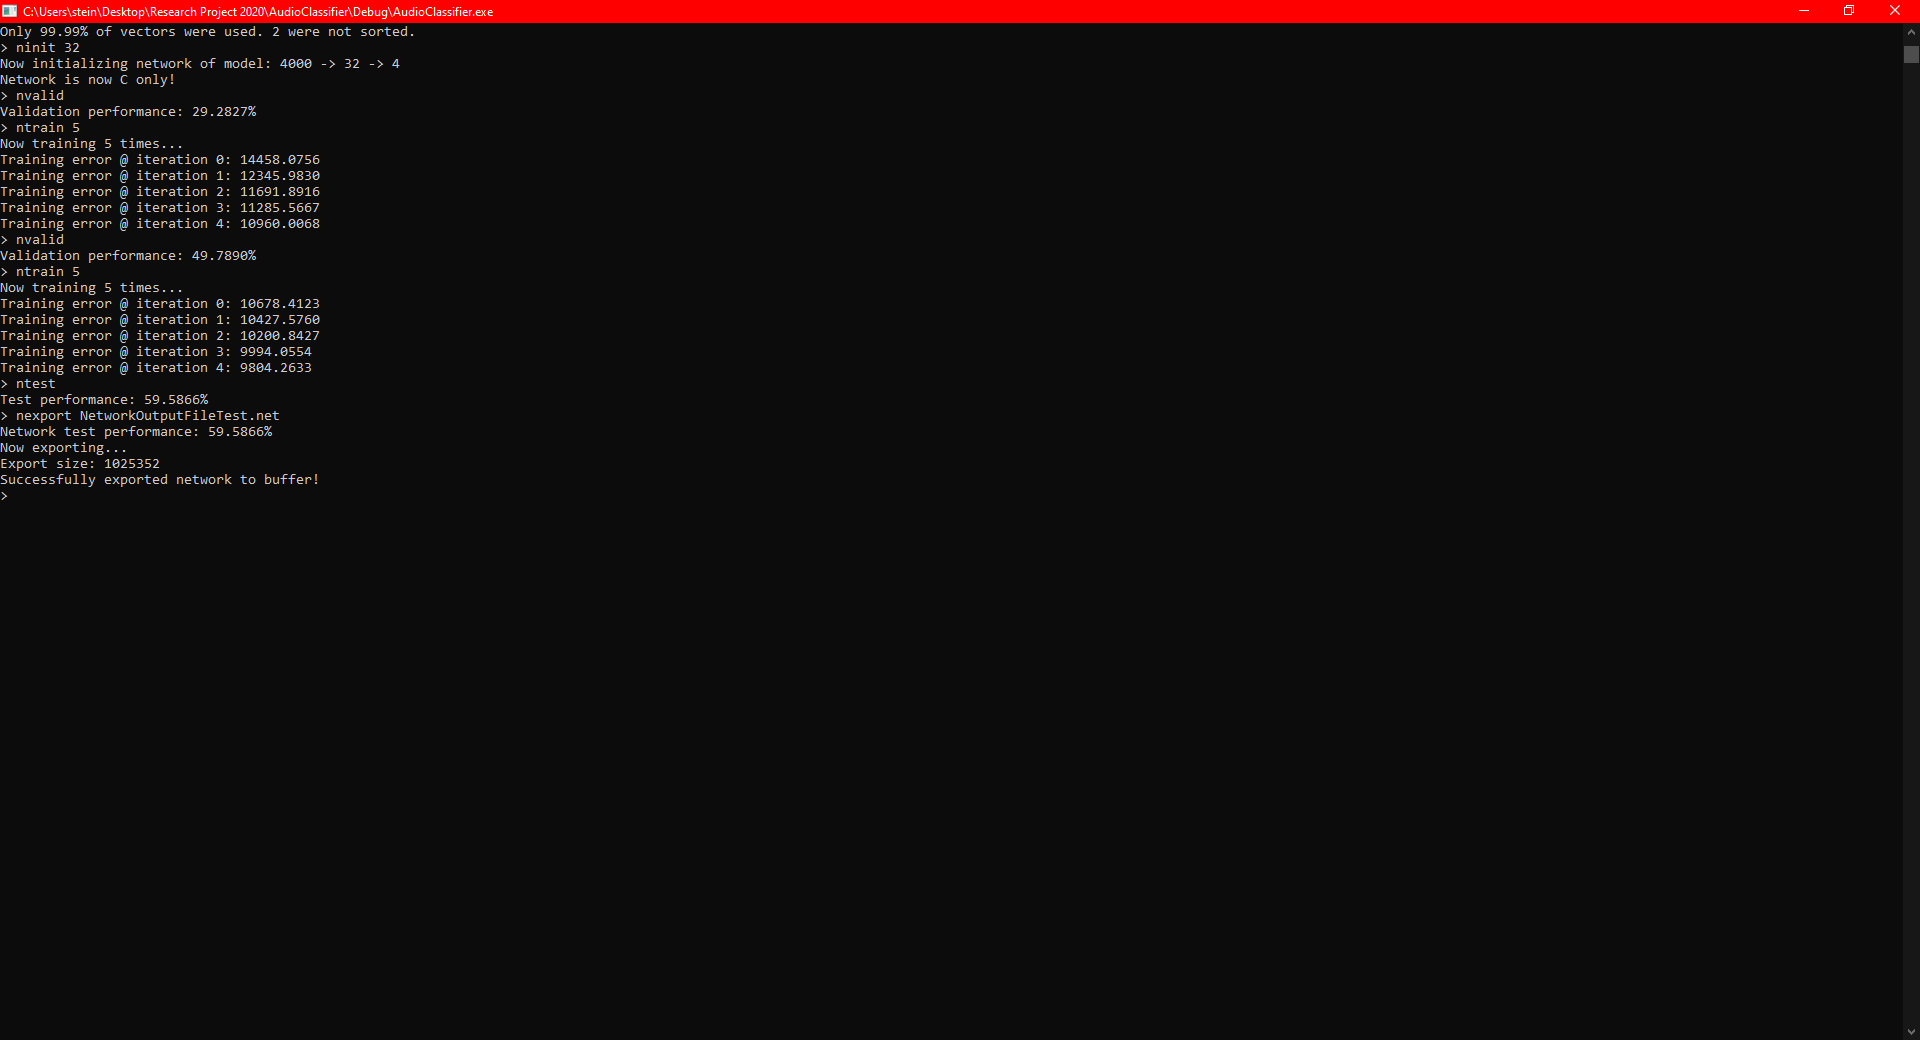 C:\Users\stein\Desktop\Research Project 2020\AudioClassifier\Debug\AudioClassifier.exe
Only 99.99% of vectors were used. 2 were not sorted.
> ninit 32
Now initializing network of model: 4000 -> 32 -> 4
Network is now C only!
> nvalid
Validation performance: 29.2827%
> ntrain 5
Now training 5 times...
Training error @ iteration 0: 14458.0756
Training error @ iteration 1: 12345.9830
Training error @ iteration 2: 11691.8916
Training error @ iteration 3: 11285.5667
Training error @ iteration 4: 10960.0068
> nvalid
Validation performance: 49.7890%
> ntrain 5
Now training 5 times...
Training error @ iteration 0: 10678.4123
Training error @ iteration 1: 10427.5760
Training error @ iteration 2: 10200.8427
Training error @ iteration 3: 9994.0554
Training error @ iteration 4: 9804.2633
> ntest
Test performance: 59.5866%
> nexport NetworkOutputFileTest.net
Network test performance: 59.5866%
Now exporting...
Export size: 1025352
Successfully exported network to buffer!
>